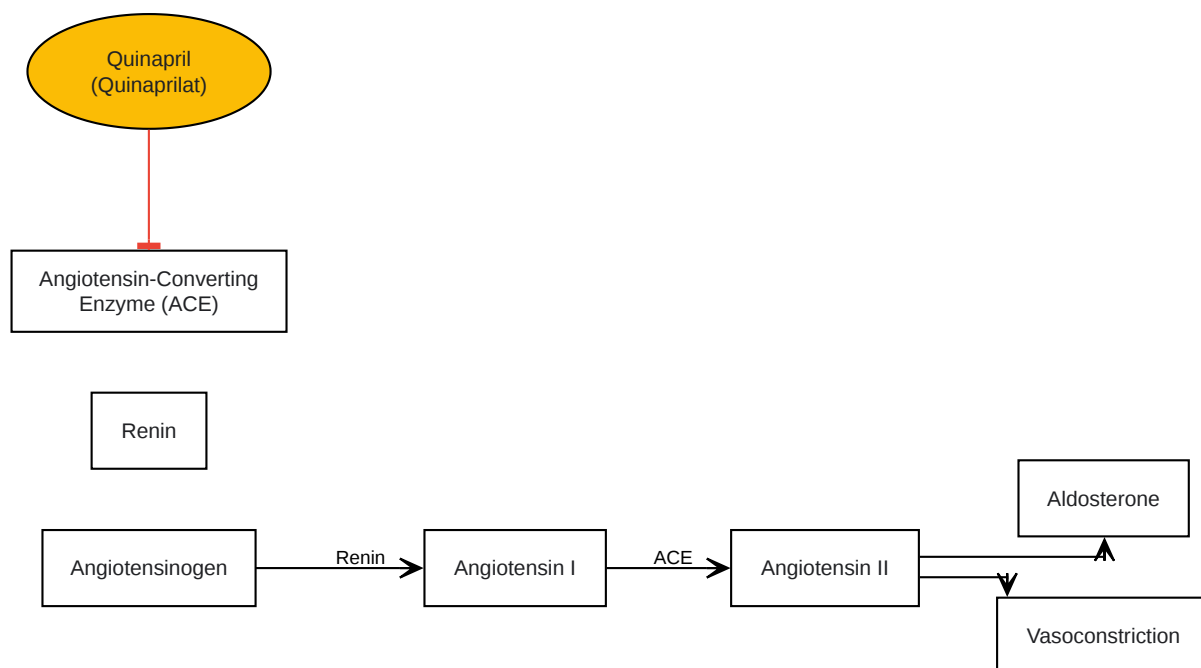 Quinapril
(Quinaprilat)
Angiotensin-Converting
Enzyme (ACE)
Renin
Aldosterone
Angiotensinogen
Renin
Angiotensin I
ACE
Angiotensin II
Vasoconstriction